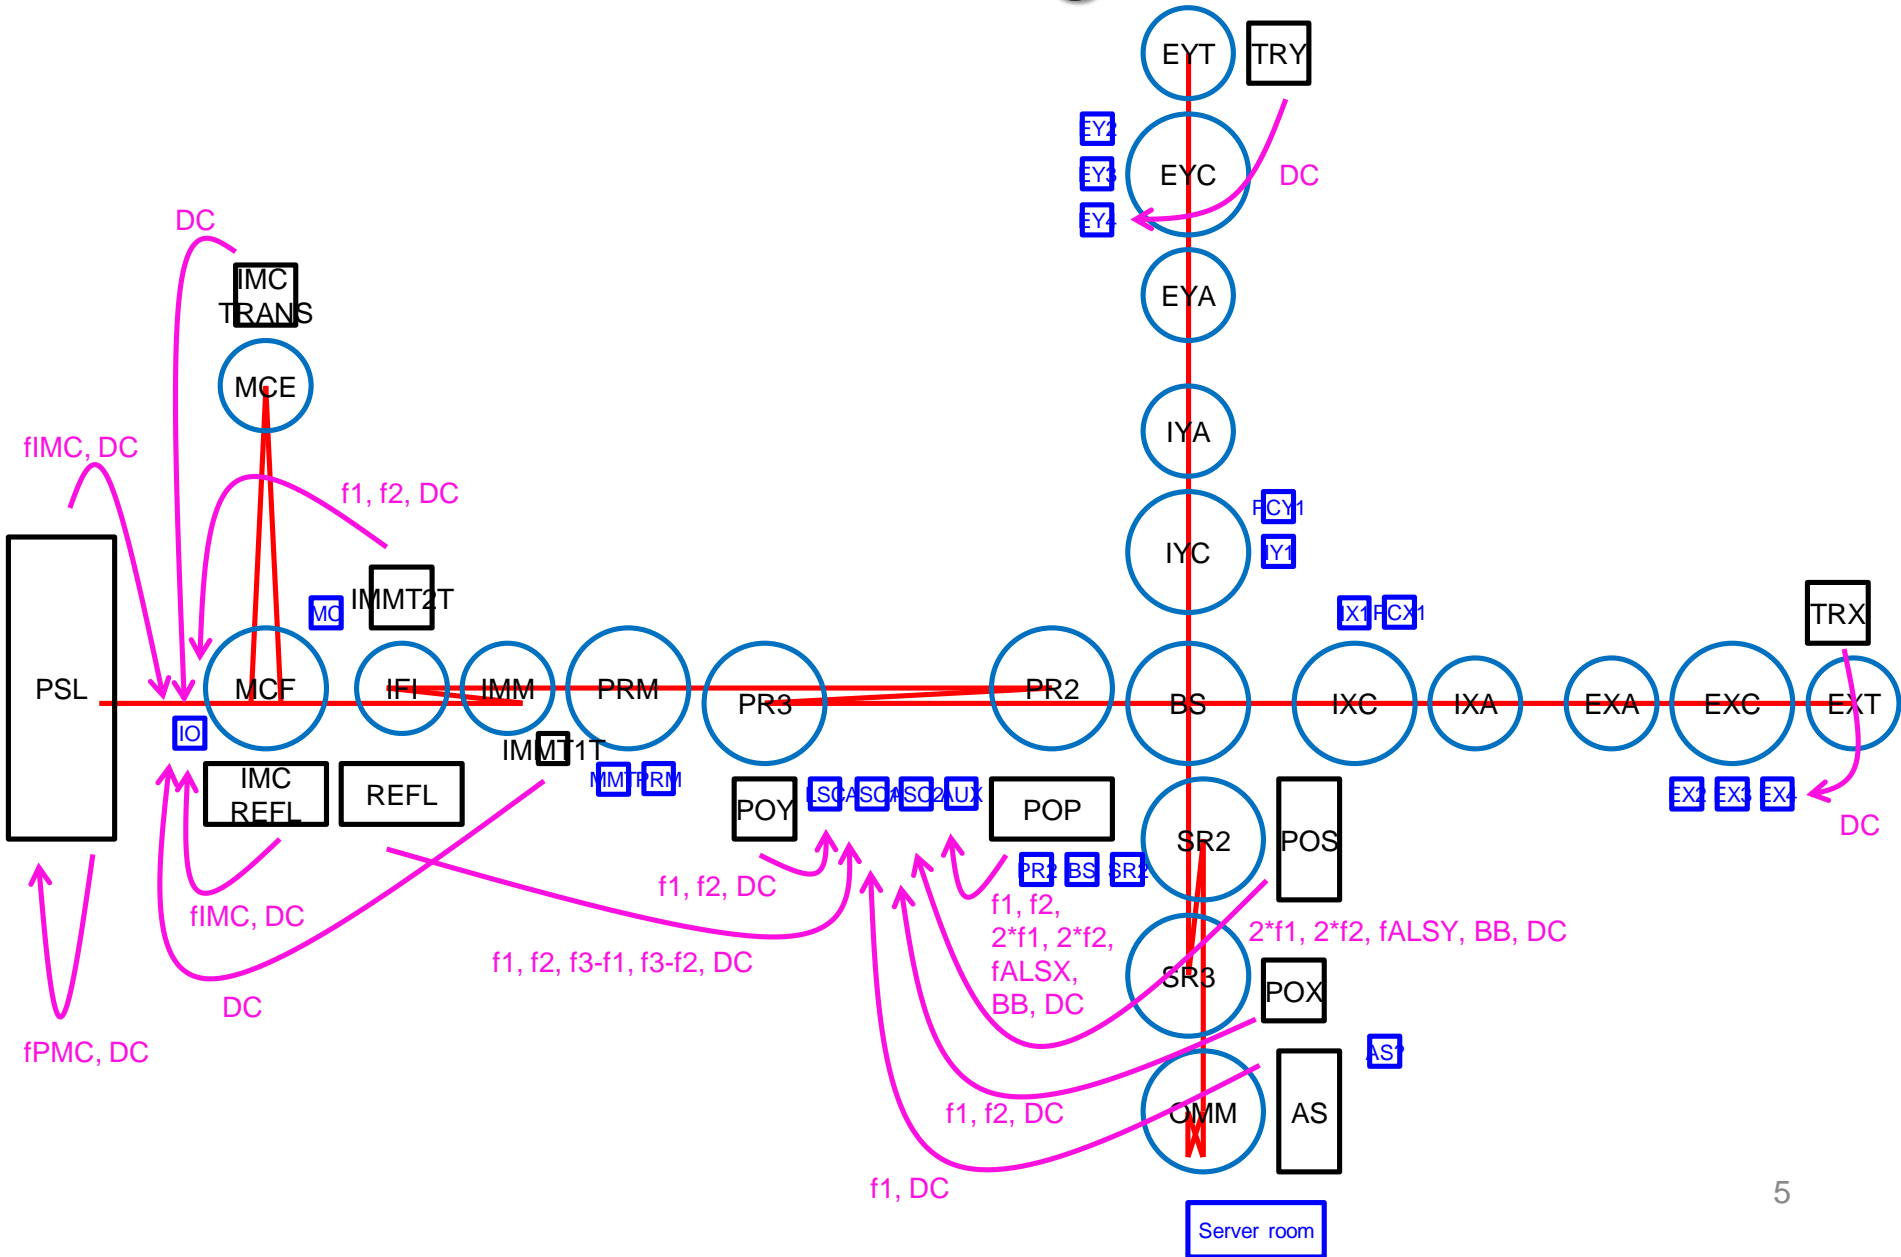 EYT
TRY
EY2
EY3
EYC
DC
EY4
DC
IMC
TRANS
EYA
MCE
fIMC, DC
IYA
f1, f2, DC
IYC
IY1
MC
IMMT2T
IX1
TRX
PSL
MCF
IFI
IMM
PRM
PR3
PR2
BS
IXC
IXA
EXA
EXC
EXT
IO
IMMT1T
MMT
PRM
IMC
REFL
REFL
POY
LSC
ASC1
ASC2
AUX
POP
SR2
POS
EX2
EX3
EX4
DC
PR2
BS
SR2
f1, f2, DC
fIMC, DC
f1, f2,
2*f1, 2*f2,
fALSX,
BB, DC
2*f1, 2*f2, fALSY, BB, DC
f1, f2, f3-f1, f3-f2, DC
SR3
POX
DC
fPMC, DC
f1, f2, DC
OMM
AS
f1, DC
5
Server room